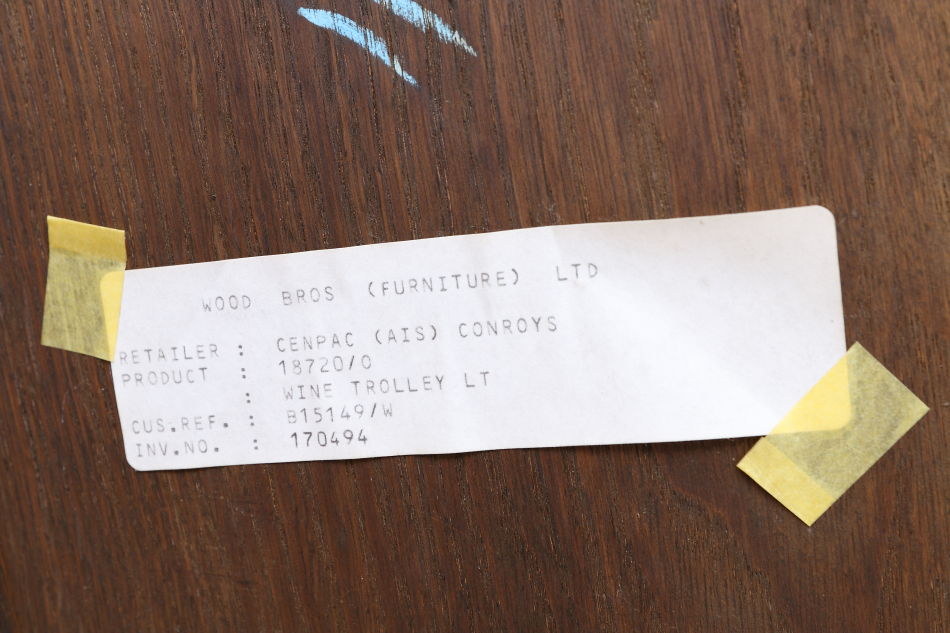 WOOD BROS (FURNITURE) LTD
RETAILER : CENPAC (AIS) CONROYS
PRODUCT : 18720/0
: WINE TROLLEY LT
CUS.REF. : B15149/W
INV.NO. : 170494